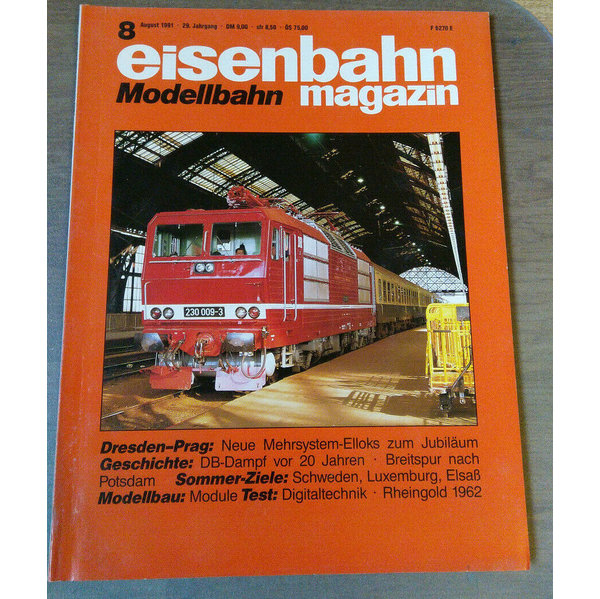 8 August 1991 · 29. Jahrgang · DM 9,00 · sfr 8,50 · ÖS 75,00 F 5270 E
eisenbahn
Modellbahn magazin
230 009-3
Dresden–Prag: Neue Mehrsystem-Elloks zum Jubiläum
Geschichte: DB-Dampf vor 20 Jahren · Breitspur nach
Potsdam Sommer-Ziele: Schweden, Luxemburg, Elsaß
Modellbau: Module Test: Digitaltechnik · Rheingold 1962